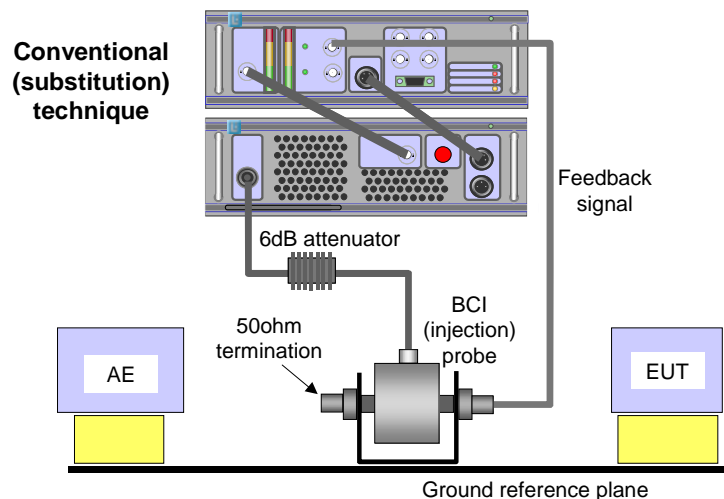 Conventional
(substitution)
technique
Feedback
signal
6dB attenuator
BCI
(injection)
probe
50ohm
termination
AE
EUT
Ground reference plane